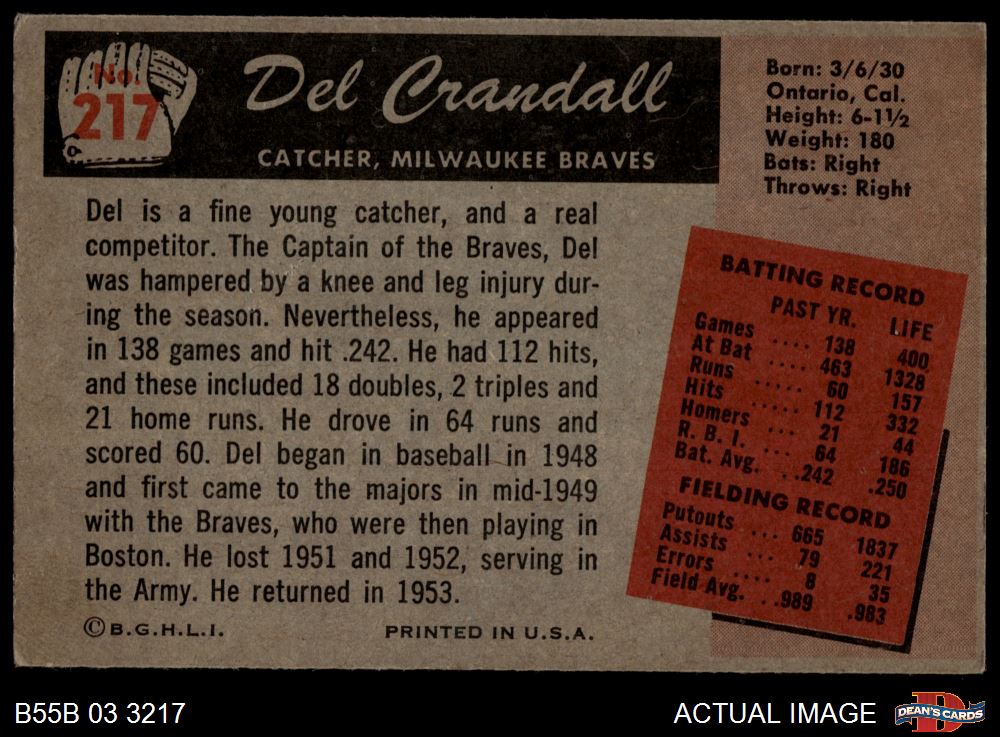 No.
217
Del Crandall
CATCHER, MILWAUKEE BRAVES
Born: 3/6/30
Ontario, Cal.
Height: 6-1½
Weight: 180
Bats: Right
Throws: Right
Del is a fine young catcher, and a real
competitor. The Captain of the Braves, Del
was hampered by a knee and leg injury dur-
ing the season. Nevertheless, he appeared
in 138 games and hit .242. He had 112 hits,
and these included 18 doubles, 2 triples and
21 home runs. He drove in 64 runs and
scored 60. Del began in baseball in 1948
and first came to the majors in mid-1949
with the Braves, who were then playing in
Boston. He lost 1951 and 1952, serving in
the Army. He returned in 1953.
©B.G.H.L.I. PRINTED IN U.S.A.
BATTING RECORD
PAST YR. LIFE
Games .... 138 400
At Bat .... 463 1328
Runs ..... 60 157
Hits ..... 112 332
Homers ... 21 44
R. B. I. ... 64 186
Bat. Avg. ..242 .250
FIELDING RECORD
Putouts ... 665 1837
Assists ... 79 221
Errors .... 8 35
Field Avg. ..989 .983
B55B 03 3217
ACTUAL IMAGE
D
DEAN'S CARDS